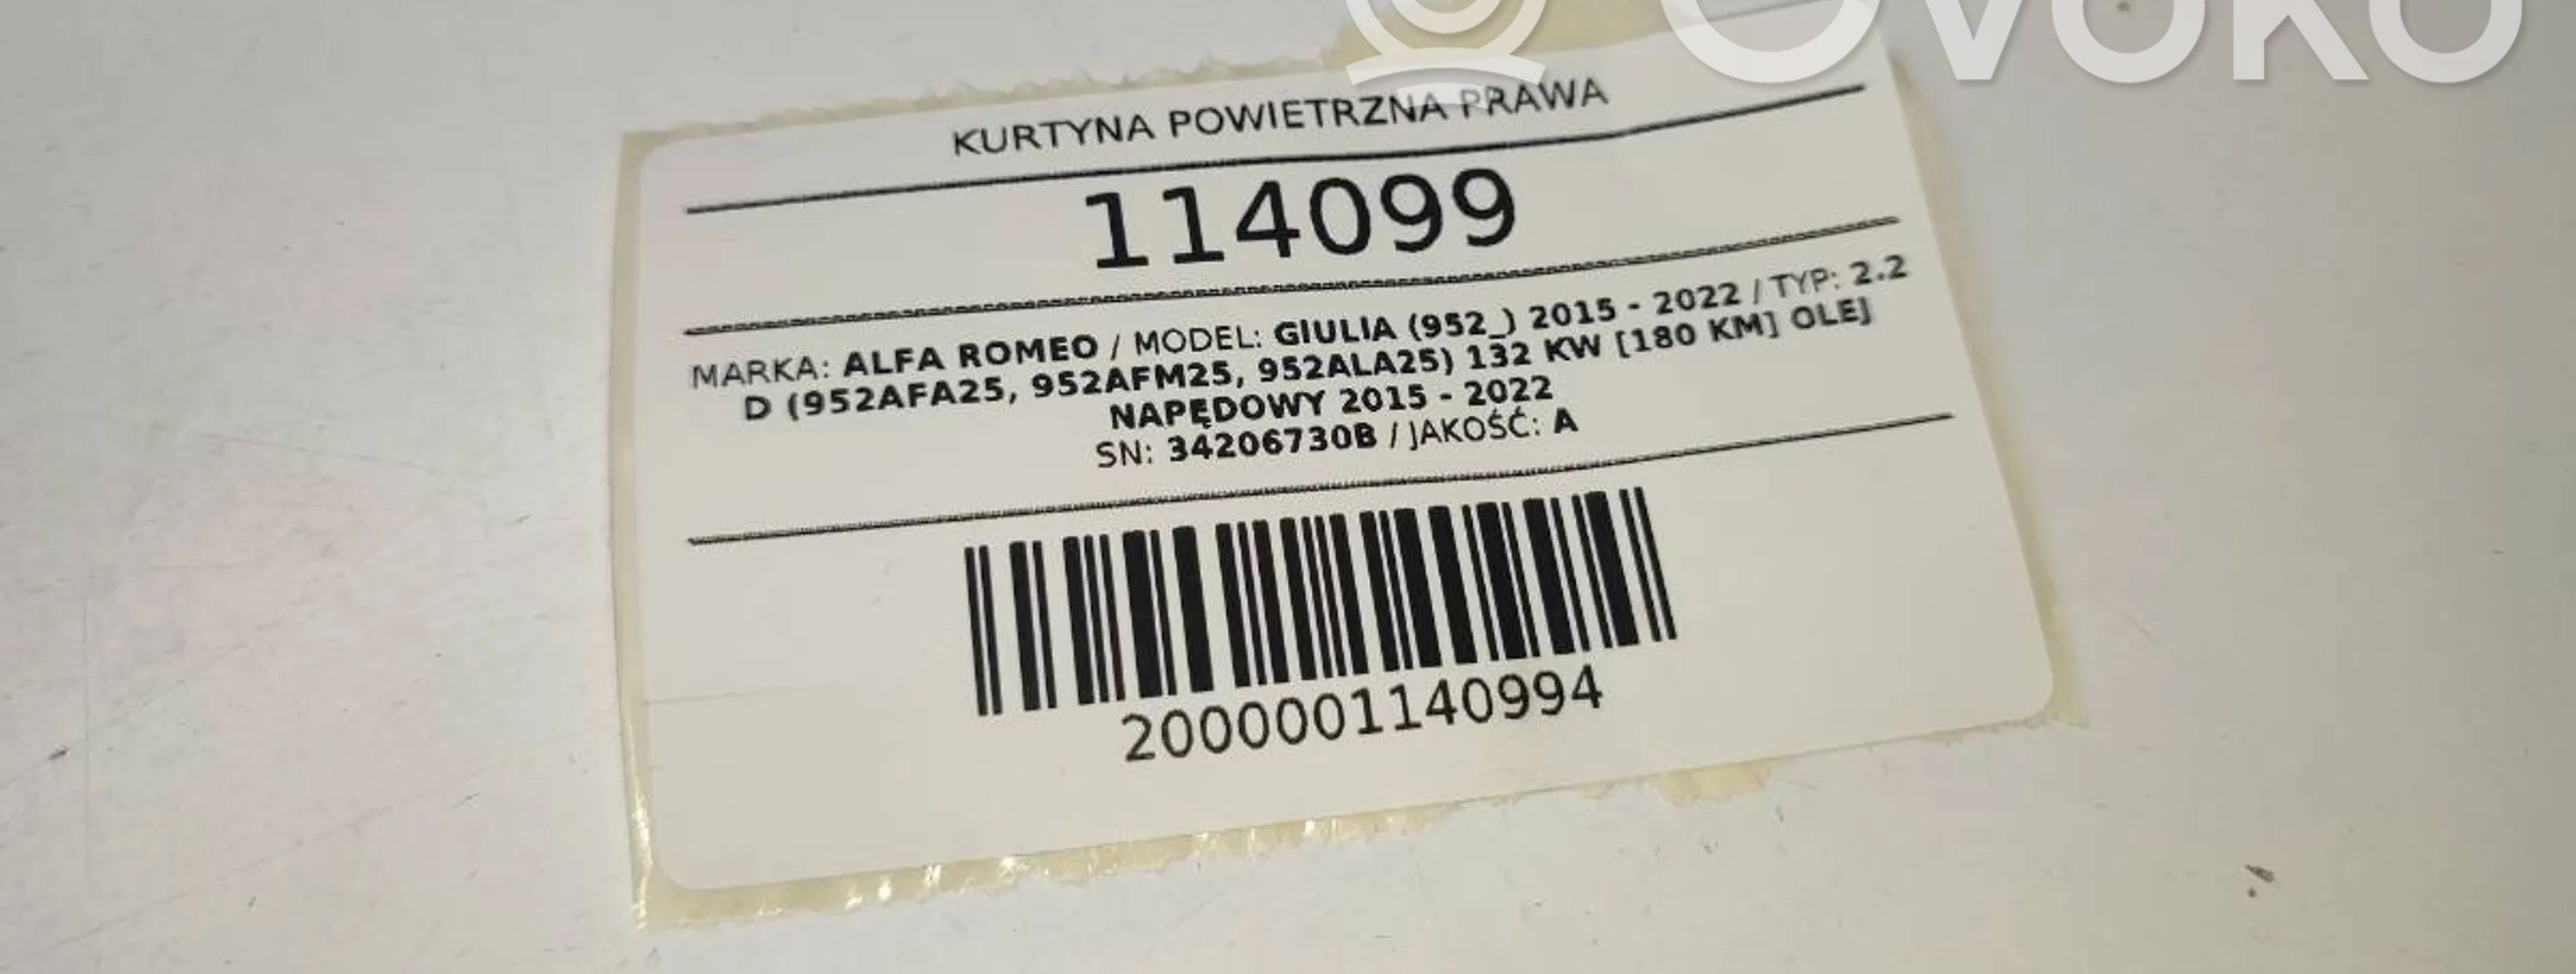 OVOKO
KURTYNA POWIETRZNA PRAWA
114099
MARKA: ALFA ROMEO / MODEL: GIULIA (952_) 2015 - 2022 / TYP: 2.2
D (952AFA25, 952AFM25, 952ALA25) 132 KW [180 KM] OLEJ
NAPĘDOWY 2015 - 2022
SN: 34206730B / JAKOŚĆ: A
2000001140994